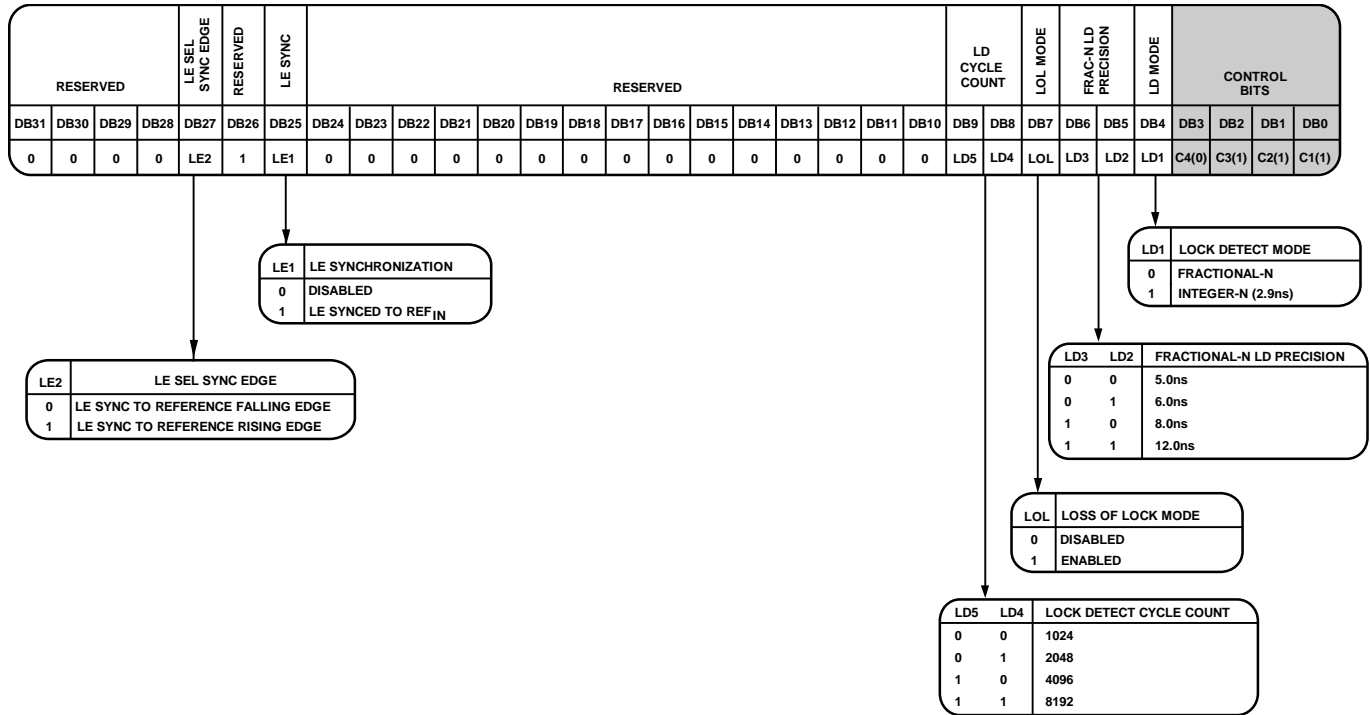 RESERVED LE SEL SYNC EDGE RESERVED LE SYNC RESERVED LD CYCLE COUNT LOL MODE FRAC-N LD PRECISION LD MODE CONTROL BITS
DB31 DB30 DB29 DB28 DB27 DB26 DB25 DB24 DB23 DB22 DB21 DB20 DB19 DB18 DB17 DB16 DB15 DB14 DB13 DB12 DB11 DB10 DB9 DB8 DB7 DB6 DB5 DB4 DB3 DB2 DB1 DB0
0 0 0 0 LE2 1 LE1 0 0 0 0 0 0 0 0 0 0 0 0 0 0 0 LD5 LD4 LOL LD3 LD2 LD1 C4(0) C3(1) C2(1) C1(1)
LE1 LE SYNCHRONIZATION
0 DISABLED
1 LE SYNCED TO REFIN
LE2 LE SEL SYNC EDGE
0 LE SYNC TO REFERENCE FALLING EDGE
1 LE SYNC TO REFERENCE RISING EDGE
LD1 LOCK DETECT MODE
0 FRACTIONAL-N
1 INTEGER-N (2.9ns)
LD3 LD2 FRACTIONAL-N LD PRECISION
0 0 5.0ns
0 1 6.0ns
1 0 8.0ns
1 1 12.0ns
LOL LOSS OF LOCK MODE
0 DISABLED
1 ENABLED
LD5 LD4 LOCK DETECT CYCLE COUNT
0 0 1024
0 1 2048
1 0 4096
1 1 8192